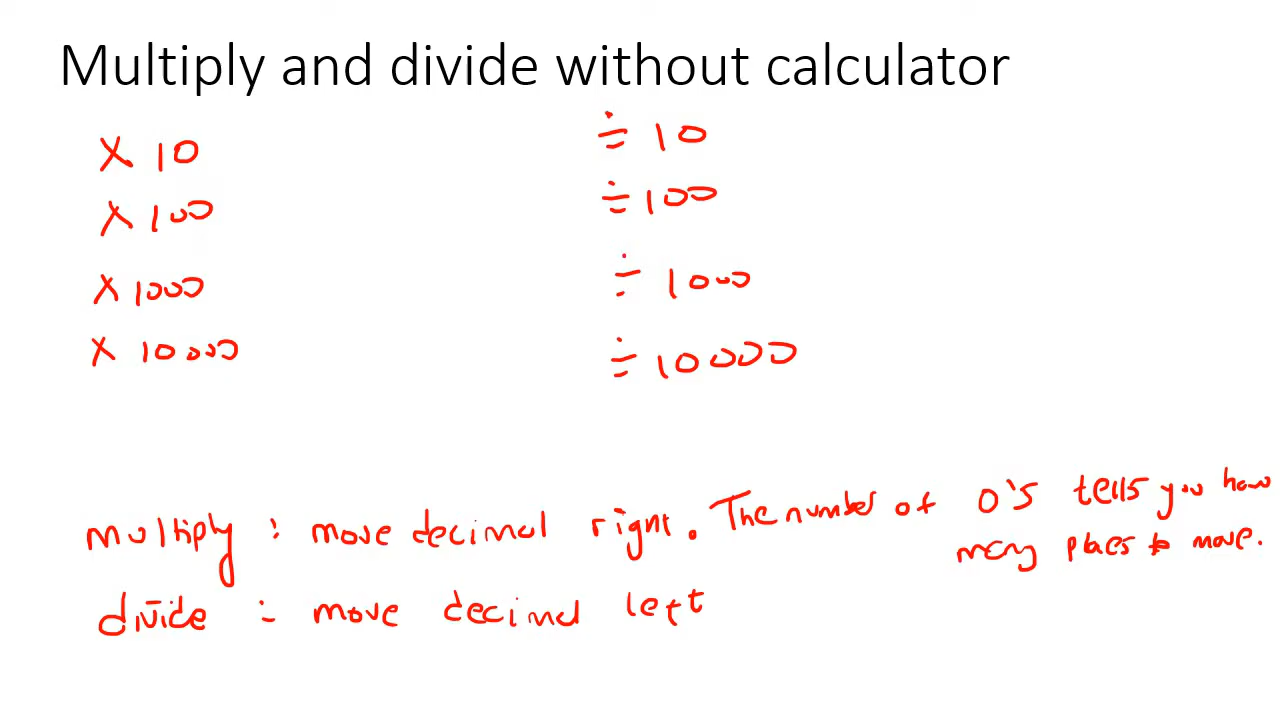 Multiply and divide without calculator
× 10
× 100
× 1000
× 10000
÷ 10
÷ 100
÷ 1000
÷ 10000
multiply : move decimal right. The number of 0's tells you how
many places to move.
divide : move decimal left